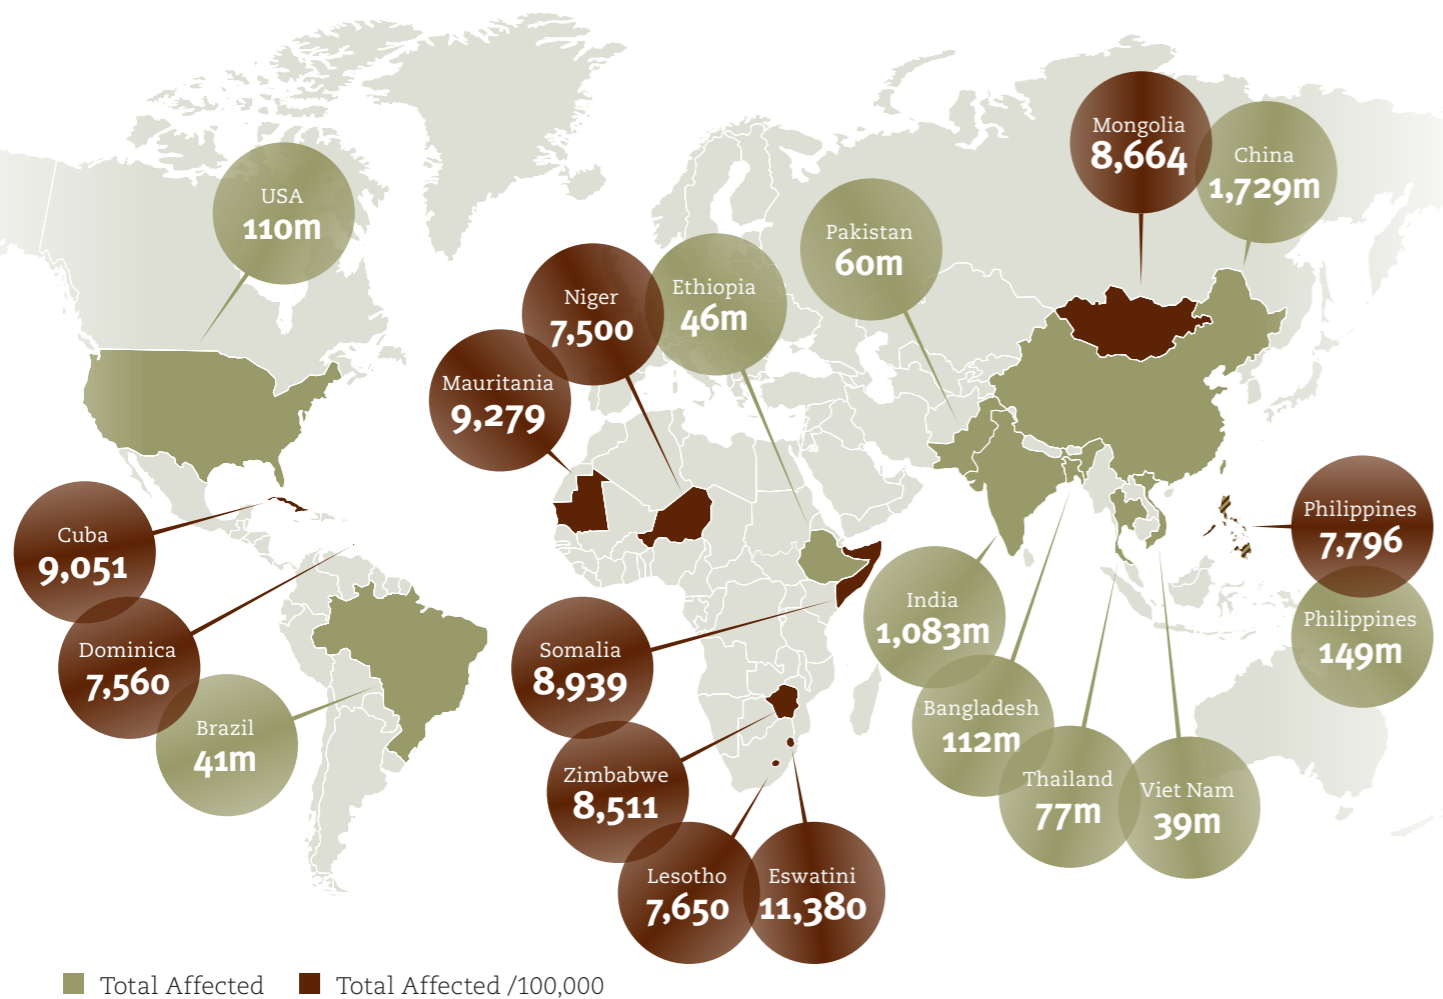 Mongolia
8,664
China
1,729m
USA
110m
Pakistan
60m
Niger
7,500
Ethiopia
46m
Mauritania
9,279
Cuba
9,051
Philippines
7,796
Dominica
7,560
Somalia
8,939
India
1,083m
Philippines
149m
Brazil
41m
Bangladesh
112m
Zimbabwe
8,511
Thailand
77m
Viet Nam
39m
Lesotho
7,650
Eswatini
11,380
Total Affected
Total Affected /100,000